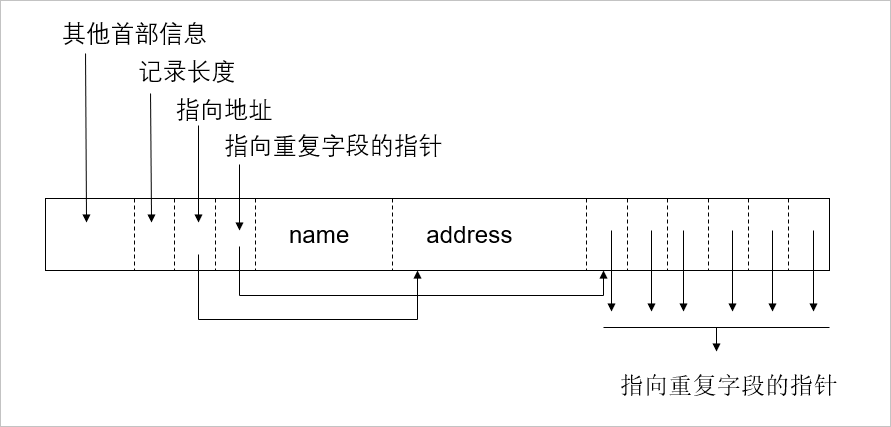 其他首部信息
记录长度
指向地址
指向重复字段的指针
name
address
指向重复字段的指针